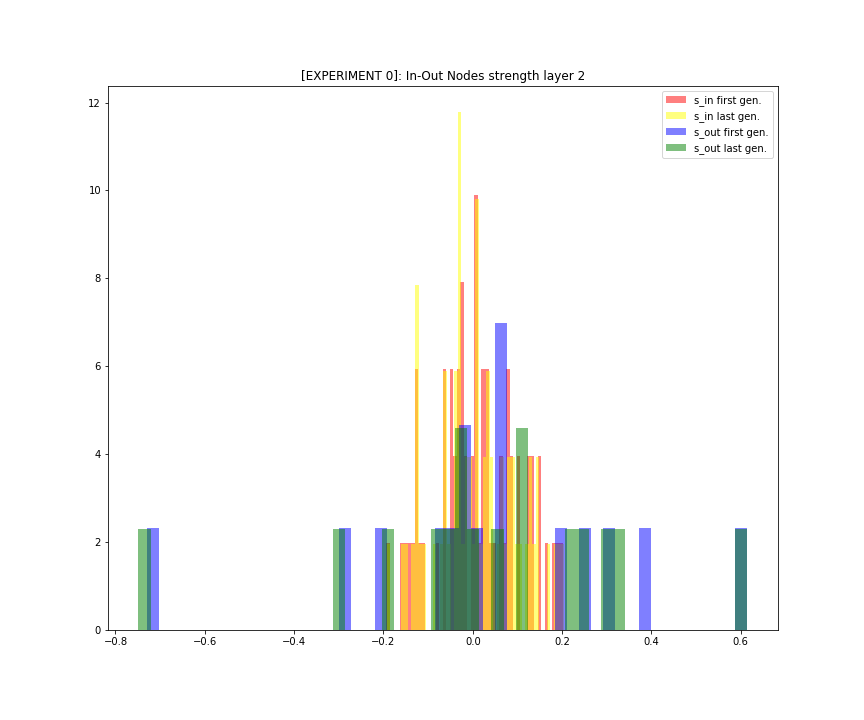 [EXPERIMENT 0]: In-Out Nodes strength layer 2
s_in first gen.
s_in last gen.
s_out first gen.
s_out last gen.
12
10
8
6
4
2
0
−0.8 −0.6 −0.4 −0.2 0.0 0.2 0.4 0.6